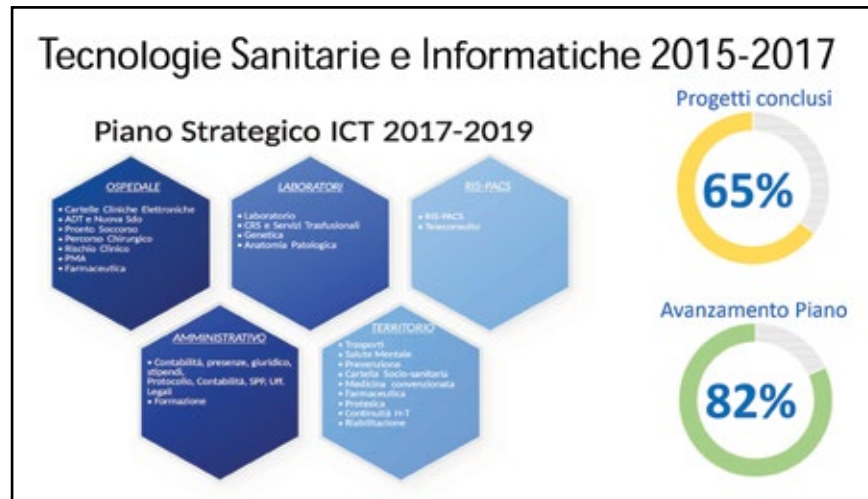 Tecnologie Sanitarie e Informatiche 2015-2017
Piano Strategico ICT 2017-2019
OSPEDALE
• Cartelle Cliniche Elettroniche
• ADT e Nuova Sdo
• Pronto Soccorso
• Percorso Chirurgico
• Rischio Clinico
• PMA
• Farmaceutica
LABORATORI
• Laboratorio
• CRS e Servizi Trasfusionali
• Genetica
• Anatomia Patologica
RIS-PACS
• RIS-PACS
• Teleconsulto
AMMINISTRATIVO
• Contabilità, presenze, giuridico,
stipendi,
Protocollo, Contabilità, SPP, Uff.
Legali
• Formazione
TERRITORIO
• Trasporti
• Salute Mentale
• Prevenzione
• Cartella Socio-sanitaria
• Medicina convenzionata
• Farmaceutica
• Protesica
• Continuità H-T
• Riabilitazione
Progetti conclusi
65%
Avanzamento Piano
82%